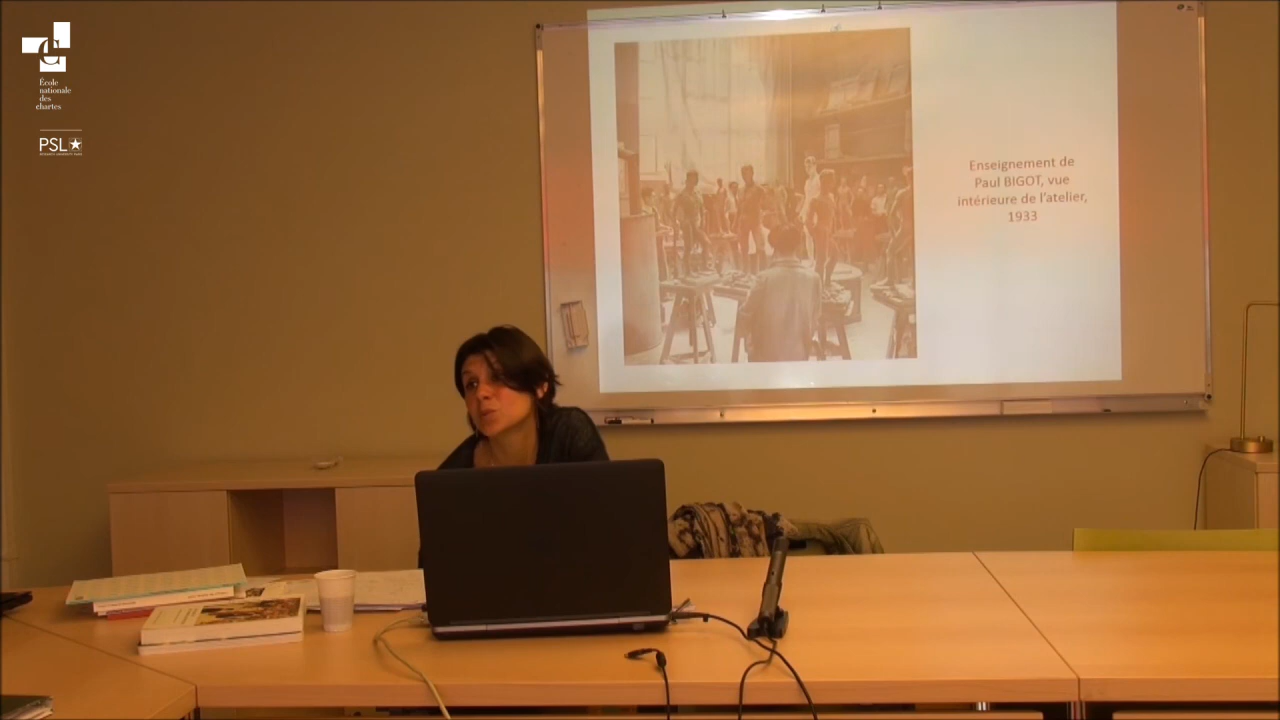 École
nationale
des
chartes
PSL
Enseignement de
Paul BIGOT, vue
intérieure de l'atelier,
1933